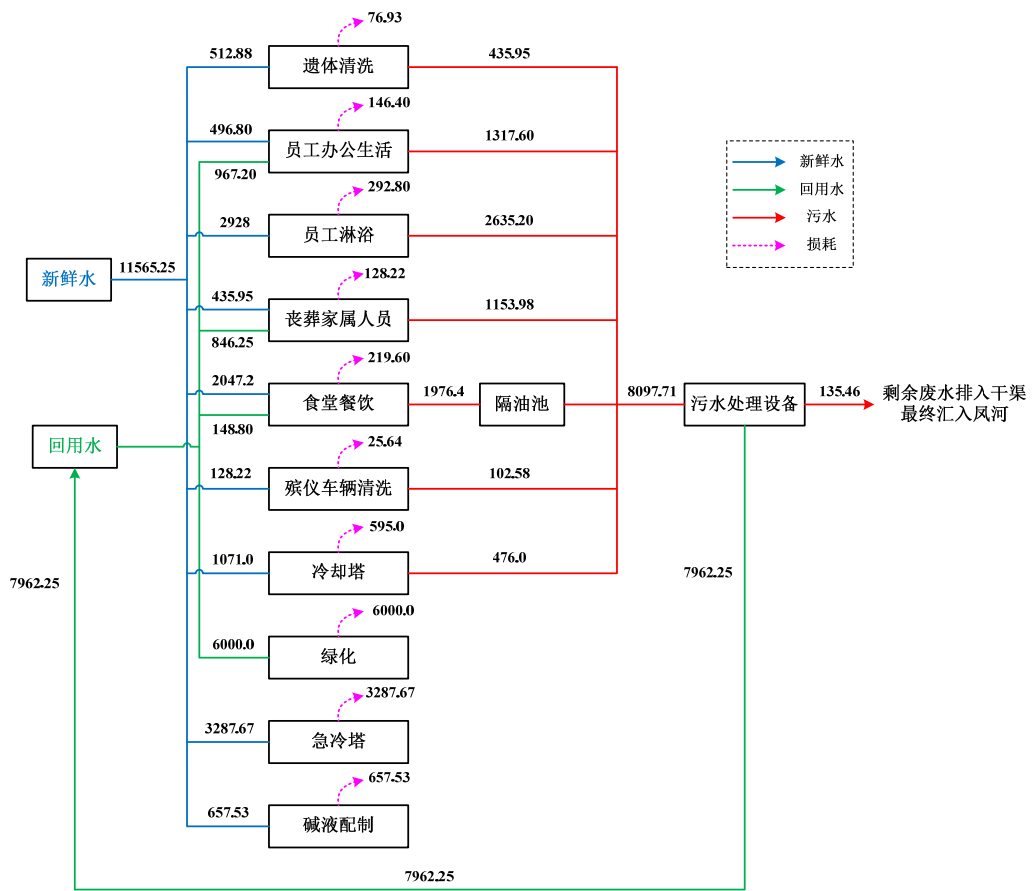 76.93
512.88
遗体清洗
435.95
146.40
496.80
员工办公生活
1317.60
967.20
292.80
2928
员工淋浴
2635.20
新鲜水
11565.25
128.22
435.95
丧葬家属人员
1153.98
846.25
219.60
2047.2
食堂餐饮
1976.4
隔油池
8097.71
污水处理设备
135.46
剩余废水排入干渠
最终汇入凤河
148.80
回用水
25.64
128.22
殡仪车辆清洗
102.58
595.0
1071.0
冷却塔
476.0
7962.25
7962.25
6000.0
6000.0
绿化
3287.67
3287.67
急冷塔
657.53
657.53
碱液配制
7962.25
新鲜水
回用水
污水
损耗